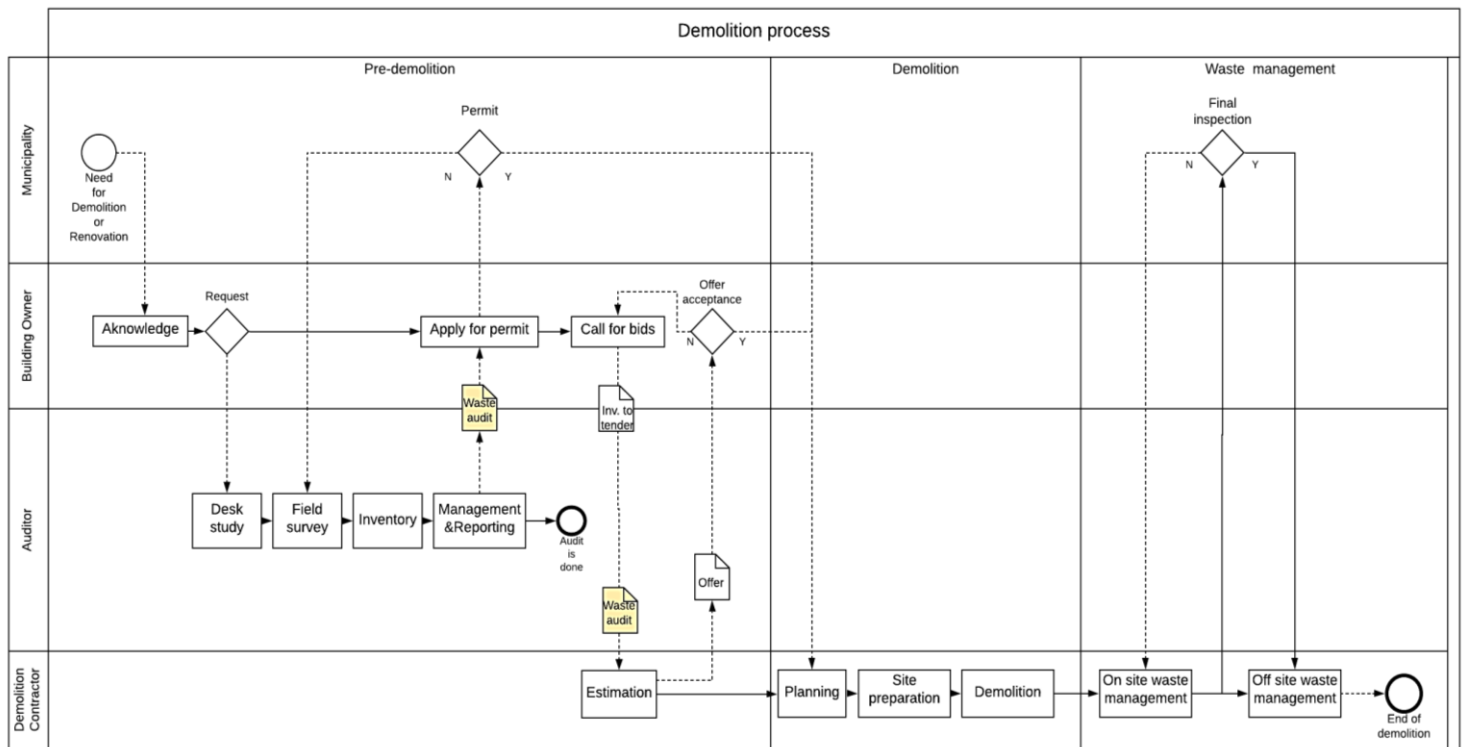 Demolition process
Pre-demolition
Demolition
Waste management
Municipality
Need
for
Demolition
or
Renovation
Permit
N
Y
Final
inspection
N
Y
Building Owner
Aknowledge
Request
Apply for permit
Call for bids
Offer
acceptance
N
Y
Waste
audit
Inv. to
tender
Auditor
Desk
study
Field
survey
Inventory
Management
&Reporting
Audit
is
done
Offer
Waste
audit
Demolition
Contractor
Estimation
Planning
Site
preparation
Demolition
On site waste
management
Off site waste
management
End of
demolition